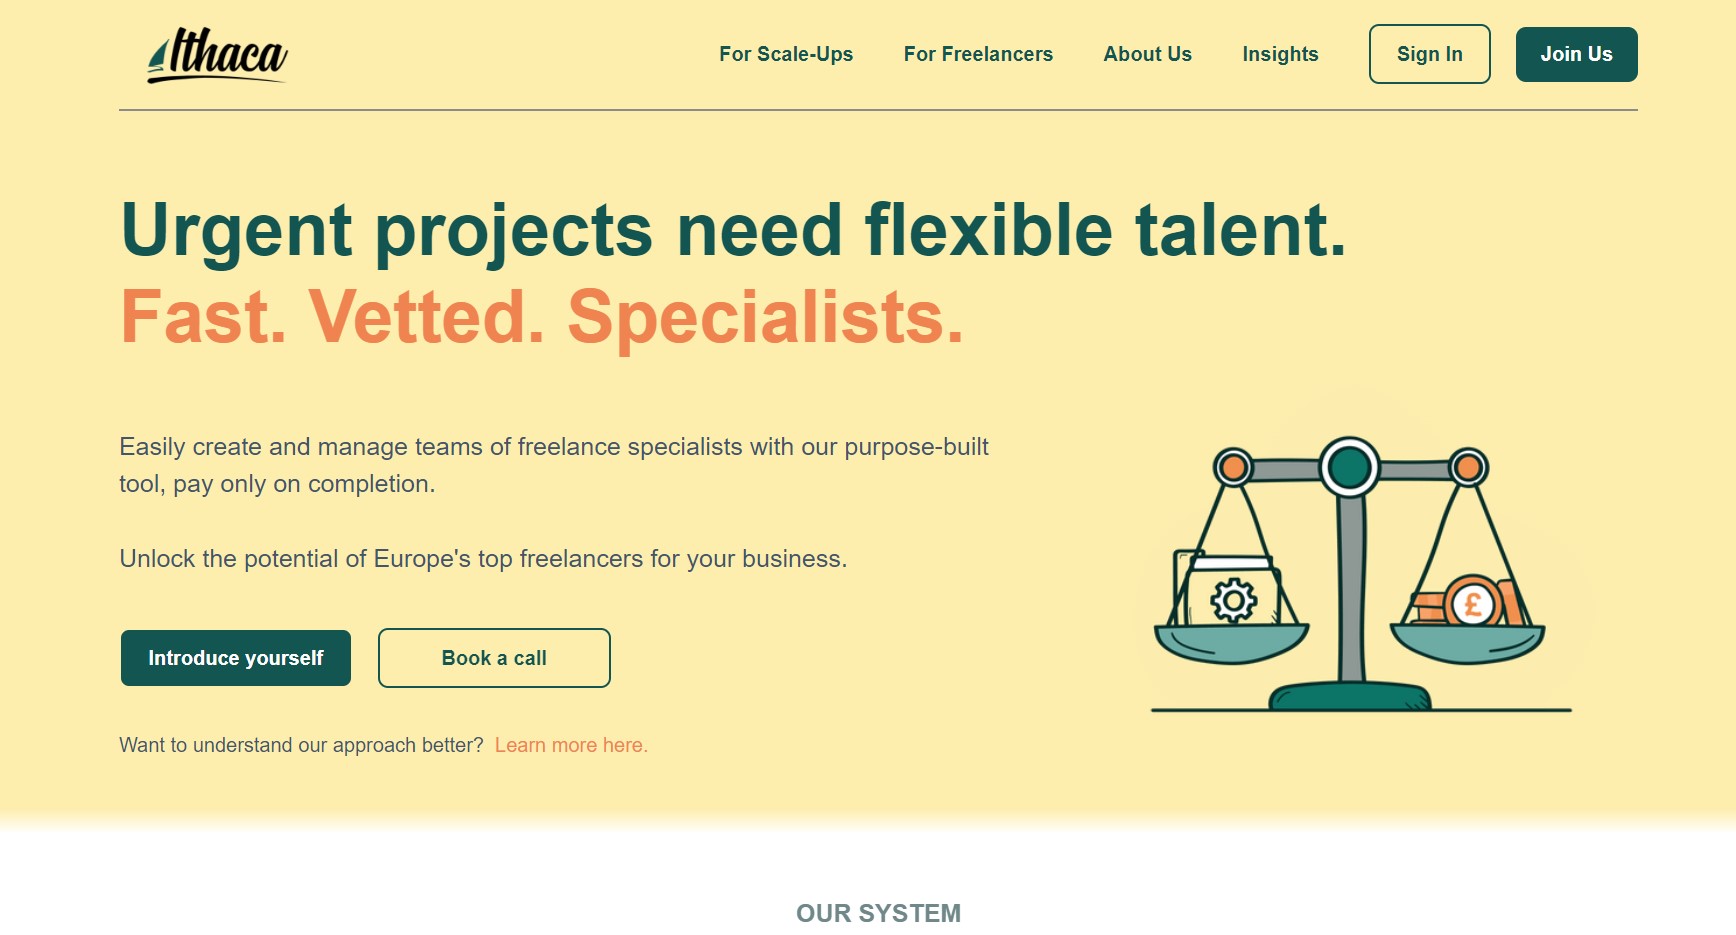 Ithaca
For Scale-Ups
For Freelancers
About Us
Insights
Sign In
Join Us
Urgent projects need flexible talent.
Fast. Vetted. Specialists.
Easily create and manage teams of freelance specialists with our purpose-built
tool, pay only on completion.
Unlock the potential of Europe's top freelancers for your business.
Introduce yourself
Book a call
£
Want to understand our approach better? Learn more here.
OUR SYSTEM